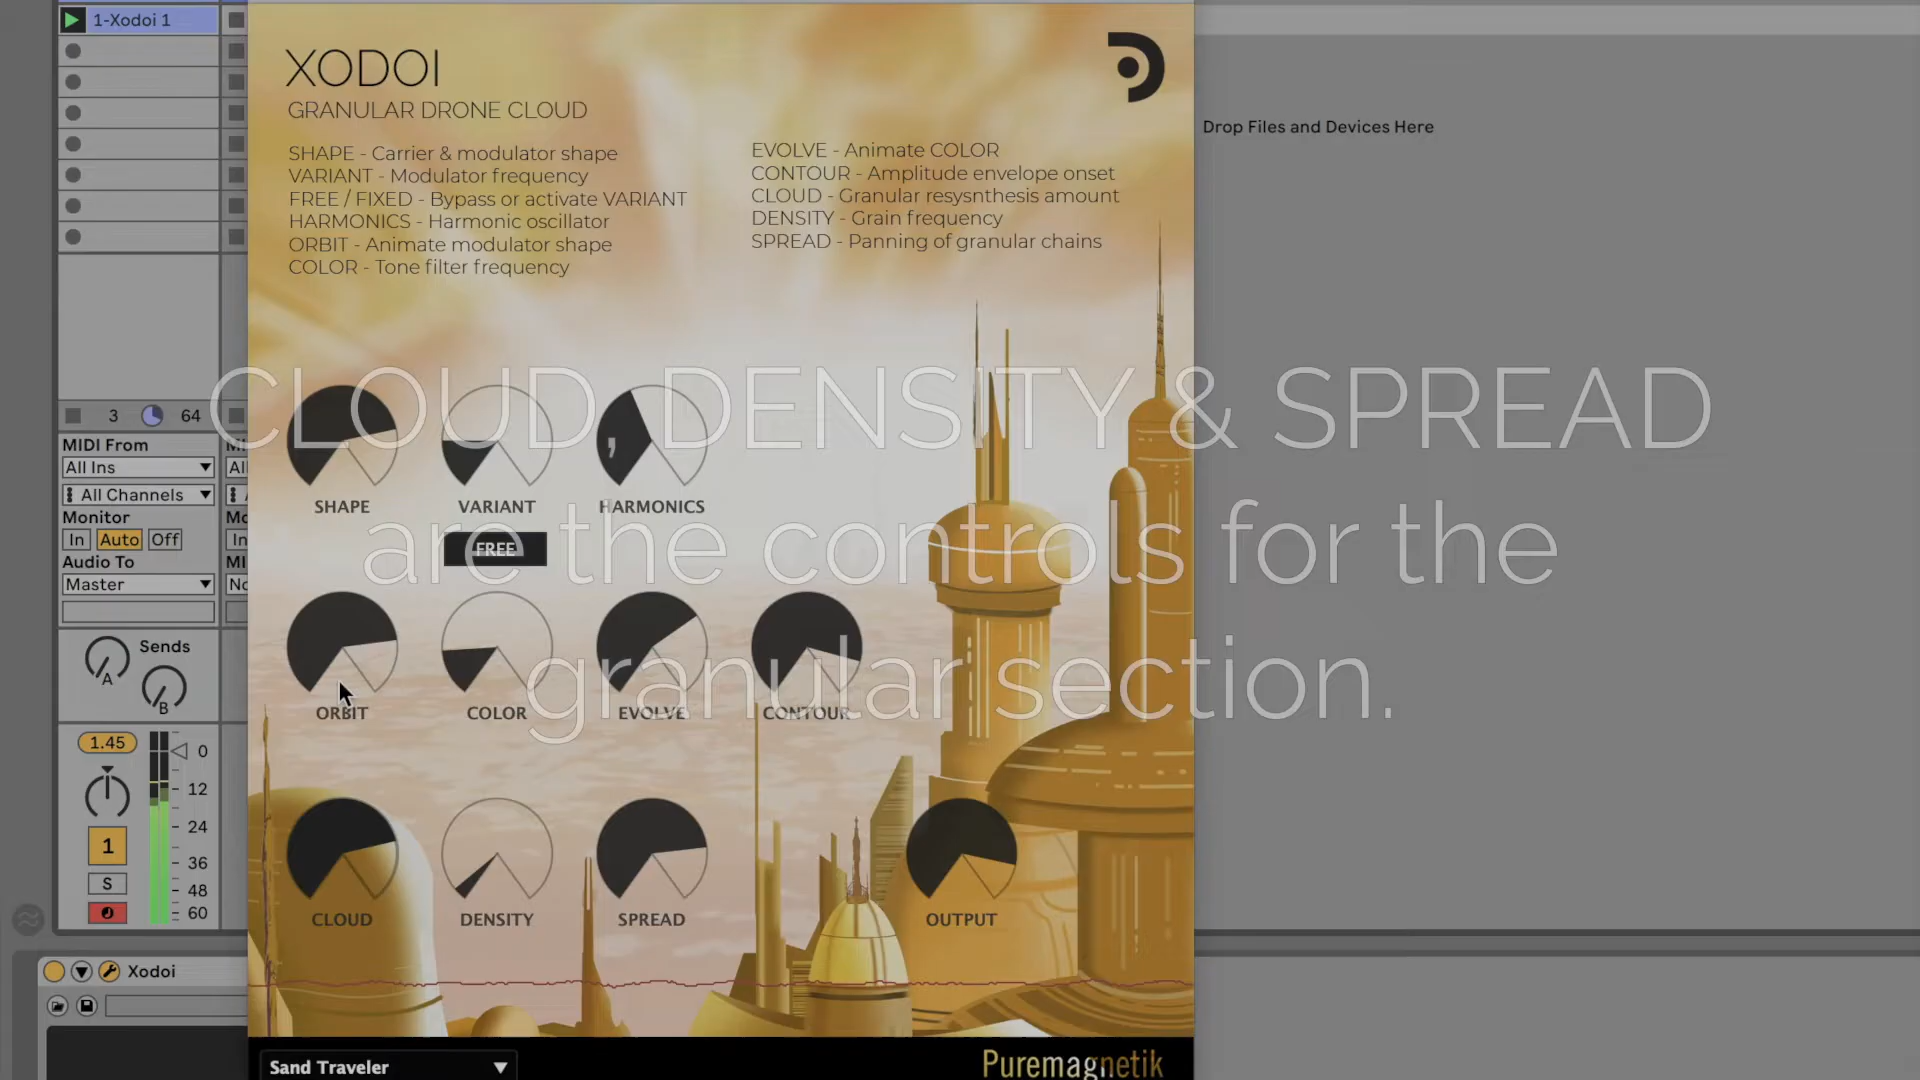 1-Xodoi 1
XODOI
GRANULAR DRONE CLOUD
SHAPE - Carrier & modulator shape
VARIANT - Modulator frequency
FREE / FIXED - Bypass or activate VARIANT
HARMONICS - Harmonic oscillator
ORBIT - Animate modulator shape
COLOR - Tone filter frequency
EVOLVE - Animate COLOR
CONTOUR - Amplitude envelope onset
CLOUD - Granular resysnthesis amount
DENSITY - Grain frequency
SPREAD - Panning of granular chains
Drop Files and Devices Here
CLOUD, DENSITY & SPREAD
are the controls for the
granular section.
SHAPE VARIANT HARMONICS
FREE
ORBIT COLOR EVOLVE CONTOUR
CLOUD DENSITY SPREAD OUTPUT
3 64
MIDI From
All Ins
All Channels
Monitor
In Auto Off
Audio To
Master
Sends
A
B
1.45
0
12
24
36
48
60
1
S
Xodoi
Sand Traveler
Puremagnetik